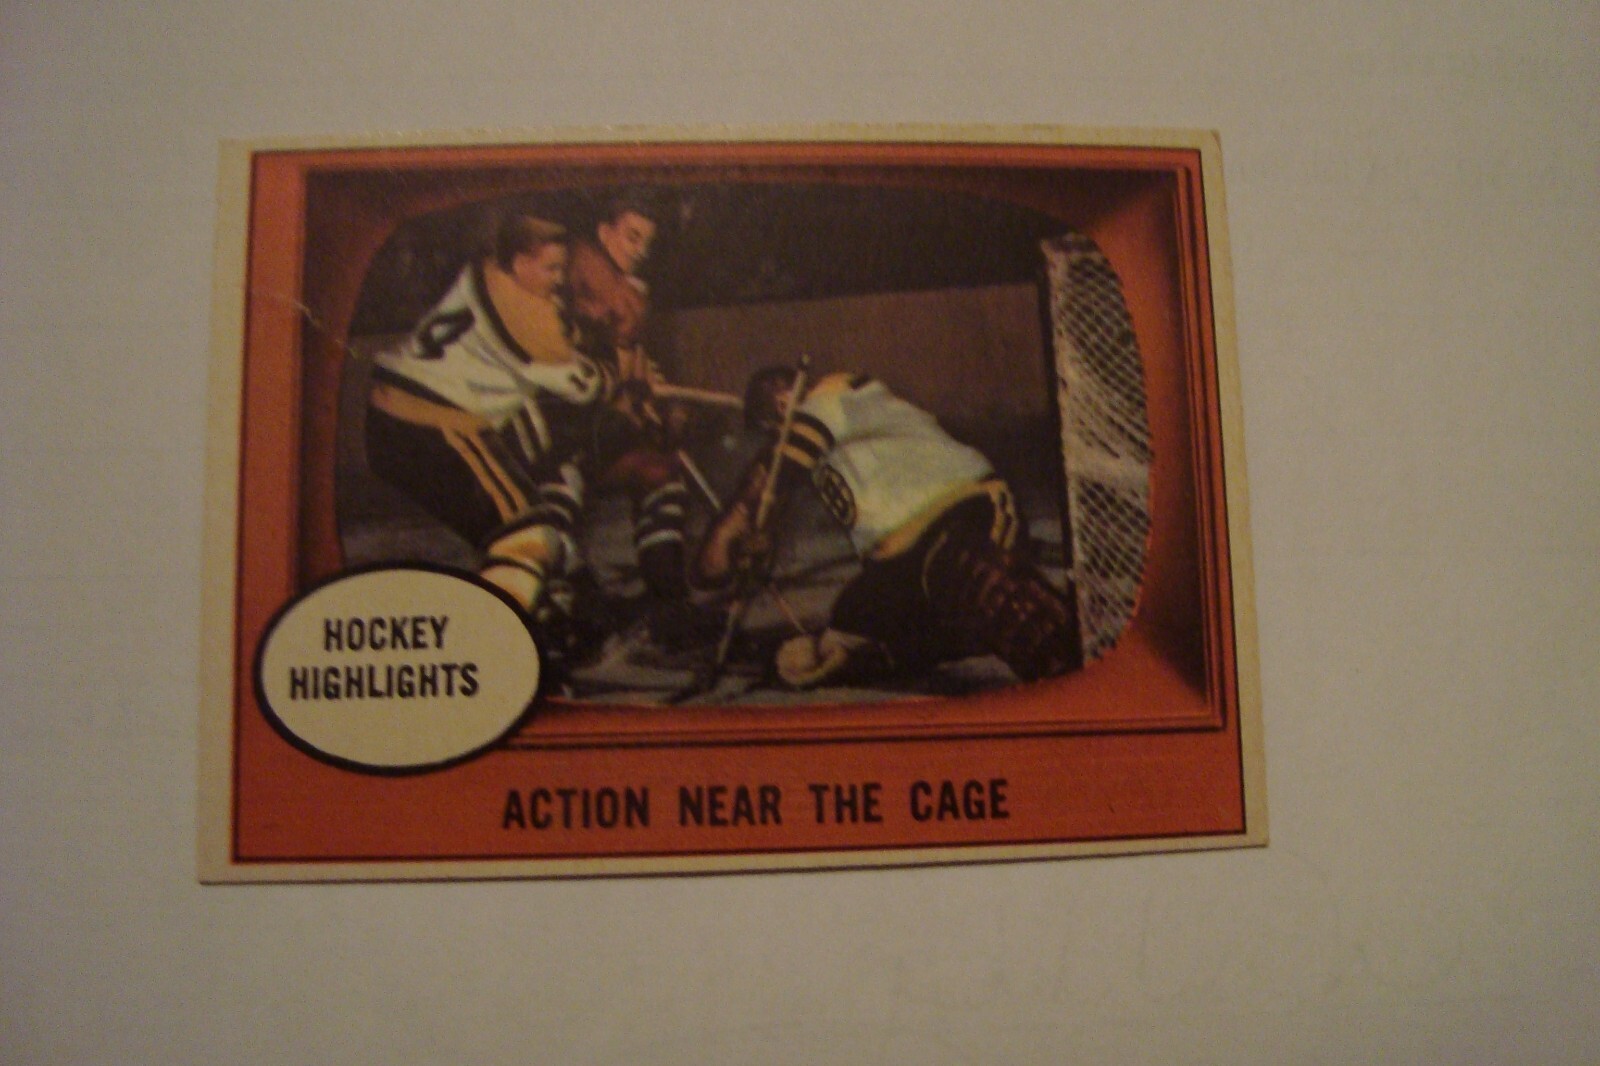 HOCKEY
HIGHLIGHTS
ACTION NEAR THE CAGE